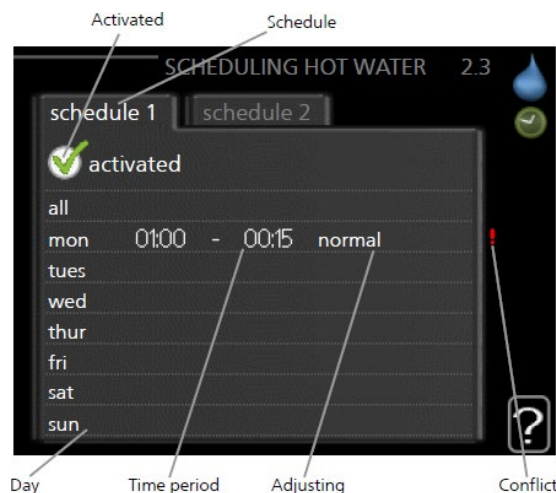 Activated Schedule
SCHEDULING HOT WATER 2.3
schedule 1 schedule 2
activated
all
mon 01:00 - 00:15 normal !
tues
wed
thur
fri
sat
sun
?
Day Time period Adjusting Conflict